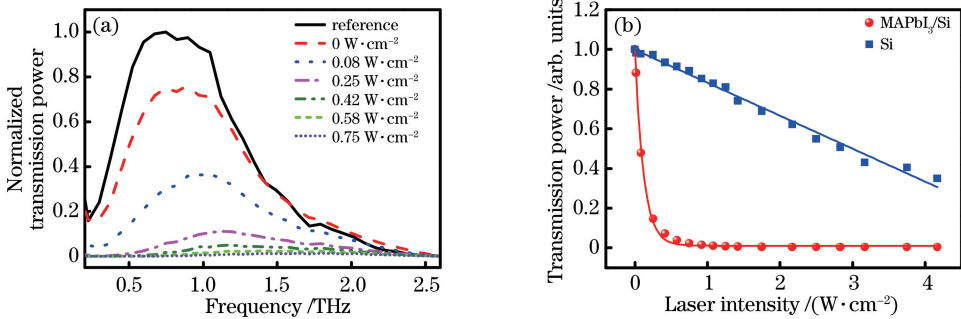 (a)
reference
0 W·cm⁻²
0.08 W·cm⁻²
0.25 W·cm⁻²
0.42 W·cm⁻²
0.58 W·cm⁻²
0.75 W·cm⁻²
Normalized
transmission power
1.0
0.8
0.6
0.4
0.2
0
0.5
1.0
1.5
2.0
2.5
Frequency /THz
(b)
MAPbI₃/Si
Si
Transmission power /arb. units
1.2
1.0
0.8
0.6
0.4
0.2
0
0
1
2
3
4
Laser intensity /(W·cm⁻²)